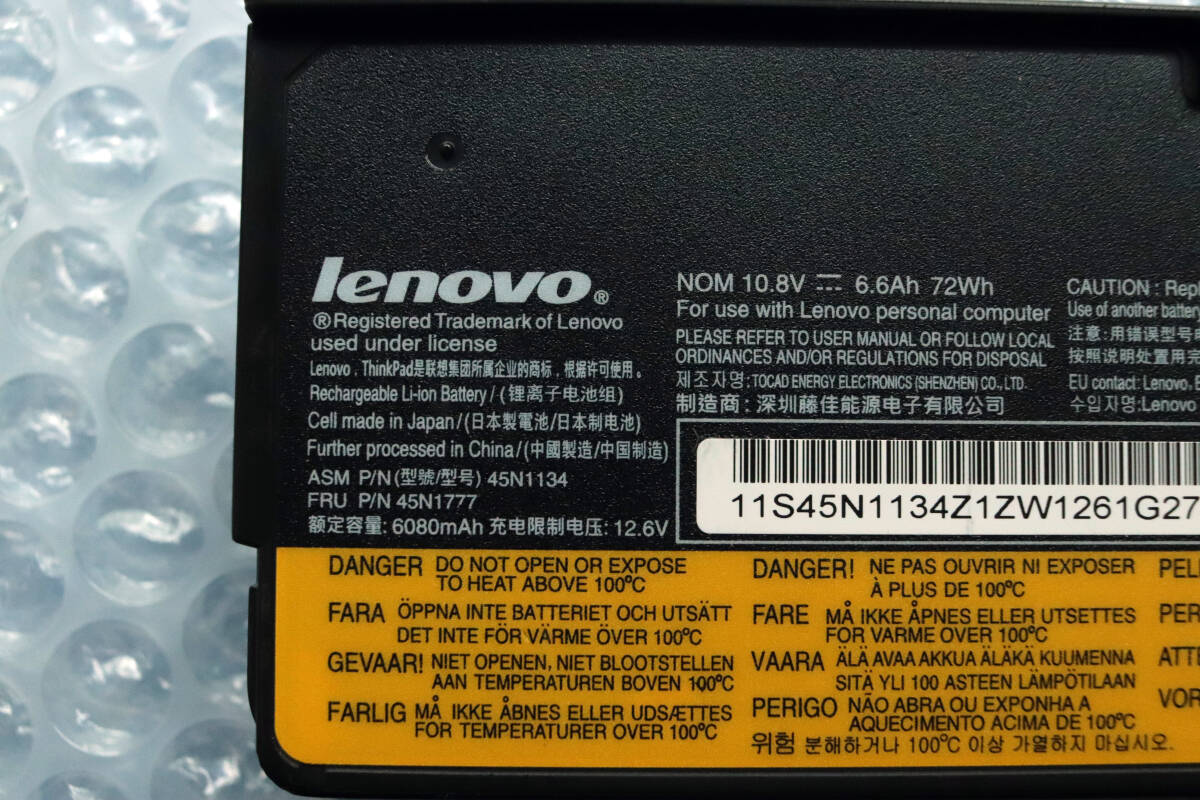 lenovo®
®Registered Trademark of Lenovo
used under license
Lenovo，ThinkPad是联想集团所属企业的商标，根据许可使用。
Rechargeable Li-ion Battery/（锂离子电池组）
Cell made in Japan/(日本製電池/日本制电池)
Further processed in China/(中國製造/中国制造)
ASM P/N(型號/型号) 45N1134
FRU P/N 45N1777
额定容量: 6080mAh 充电限制电压: 12.6V
NOM 10.8V ⎓ 6.6Ah 72Wh
For use with Lenovo personal computer
PLEASE REFER TO USER MANUAL OR FOLLOW LOCAL
ORDINANCES AND/OR REGULATIONS FOR DISPOSAL
제조자명: TOCAD ENERGY ELECTRONICS (SHENZHEN) CO., LTD.
制造商：深圳藤佳能源电子有限公司
CAUTION : Rep
Use of another batter
注意: 用错误型号
按照说明处置用完
EU contact: Lenovo,
수입자명: Lenovo
11S45N1134Z1ZW1261G27
DANGER DO NOT OPEN OR EXPOSE
TO HEAT ABOVE 100°C
FARA ÖPPNA INTE BATTERIET OCH UTSÄTT
DET INTE FÖR VÄRME ÖVER 100°C
GEVAAR! NIET OPENEN, NIET BLOOTSTELLEN
AAN TEMPERATUREN BOVEN 100°C
FARLIG MÅ IKKE ÅBNES ELLER UDSÆTTES
FOR TEMPERATURER OVER 100°C
DANGER! NE PAS OUVRIR NI EXPOSER
À PLUS DE 100°C
FARE MÅ IKKE ÅPNES ELLER UTSETTES
FOR VARME OVER 100°C
VAARA ÄLÄ AVAA AKKUA ÄLÄKÄ KUUMENNA
SITÄ YLI 100 ASTEEN LÄMPÖTILAAN
PERIGO NÃO ABRA OU EXPONHA A
AQUECIMENTO ACIMA DE 100°C
위험 분해하거나 100°C 이상 가열하지 마십시오.
PEL
PER
ATTE
VOR